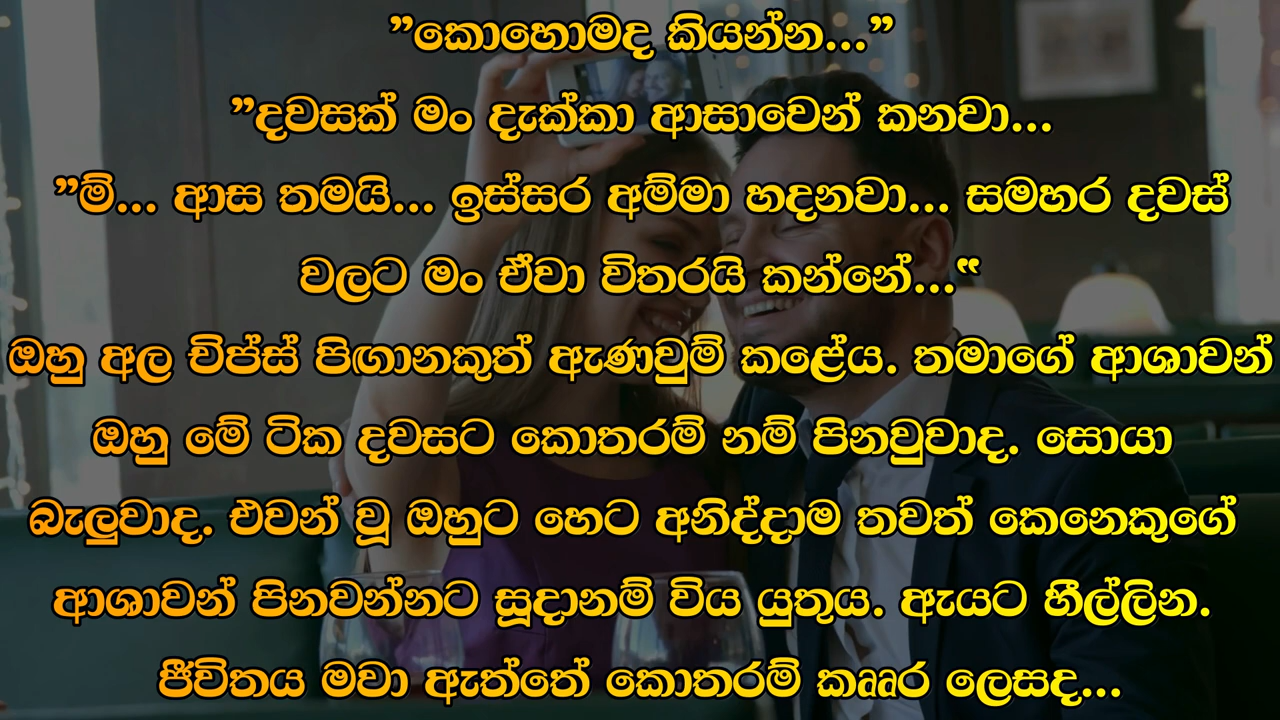 ”කොහොමද කියන්න...”
”දවසක් මං දැක්කා ආසාවෙන් කනවා...
”ම්... ආස තමයි... ඉස්සර අම්මා හදනවා... සමහර දවස්
වලට මං ඒවා විතරයි කන්නේ...“
ඔහු අල චිප්ස් පිඟානකුත් ඇණවුම් කළේය. තමාගේ ආශාවන්
ඔහු මේ ටික දවසට කොතරම් නම් පිනවුවාද. සොයා
බැලුවාද. එවන් වූ ඔහුට හෙට අනිද්දාම තවත් කෙනෙකුගේ
ආශාවන් පිනවන්නට සූදානම් විය යුතුය. ඇයට හීල්ලින.
ජීවිතය මවා ඇත්තේ කොතරම් කෲර ලෙසද...